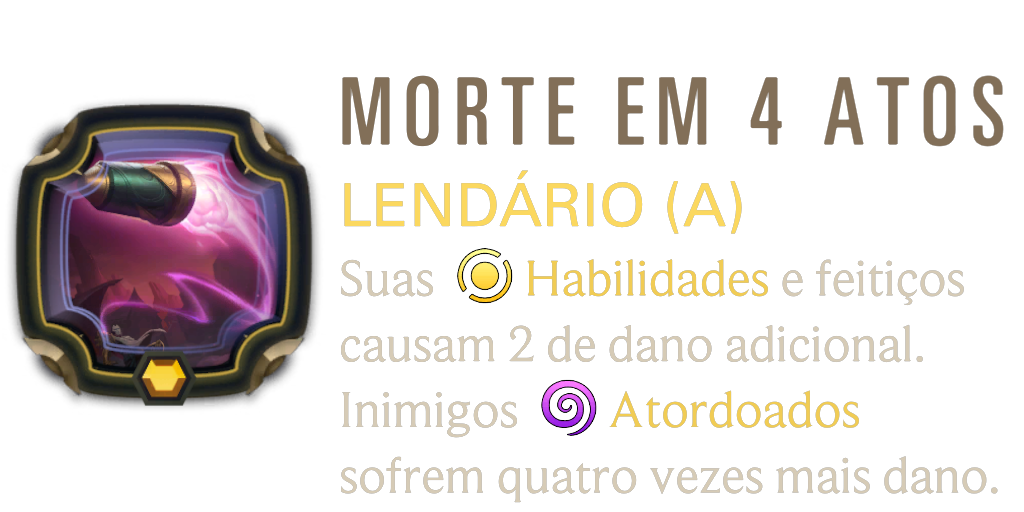 MORTE EM 4 ATOS
LENDÁRIO (A)
Suas Habilidades e feitiços
causam 2 de dano adicional.
Inimigos Atordoados
sofrem quatro vezes mais dano.